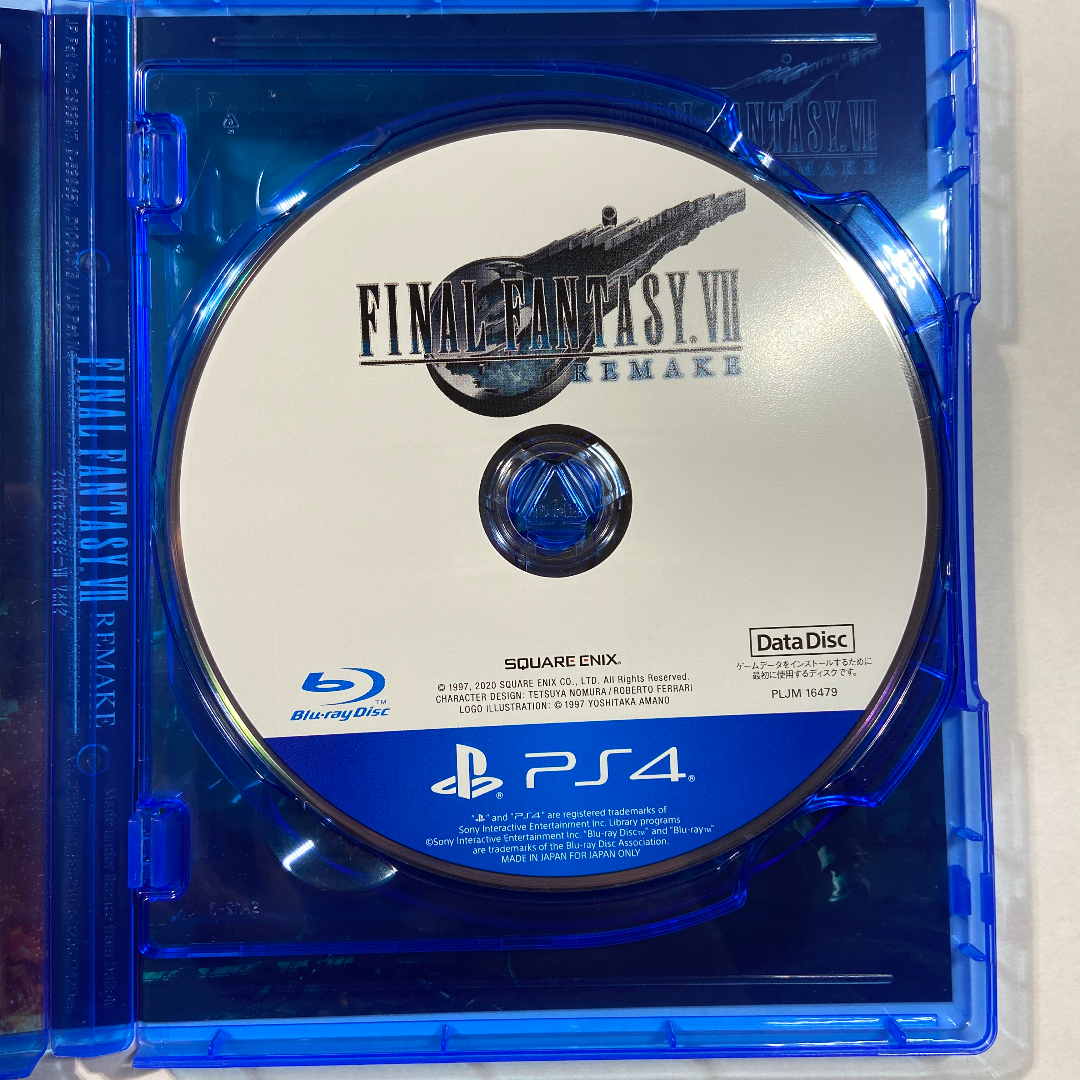 FINAL FANTASY. VII
REMAKE
SQUARE ENIX®
© 1997, 2020 SQUARE ENIX CO., LTD. All Rights Reserved.
CHARACTER DESIGN: TETSUYA NOMURA / ROBERTO FERRARI
LOGO ILLUSTRATION: © 1997 YOSHITAKA AMANO
Data Disc
ゲームデータをインストールするために
最初に使用するディスクです。
PLJM 16479
Blu-ray Disc™
PS4®
" " and "PS4" are registered trademarks of
Sony Interactive Entertainment Inc. Library programs
©Sony Interactive Entertainment Inc. "Blu-ray Disc™" and "Blu-ray™"
are trademarks of the Blu-ray Disc Association.
MADE IN JAPAN FOR JAPAN ONLY
FINAL FANTASY. VII REMAKE